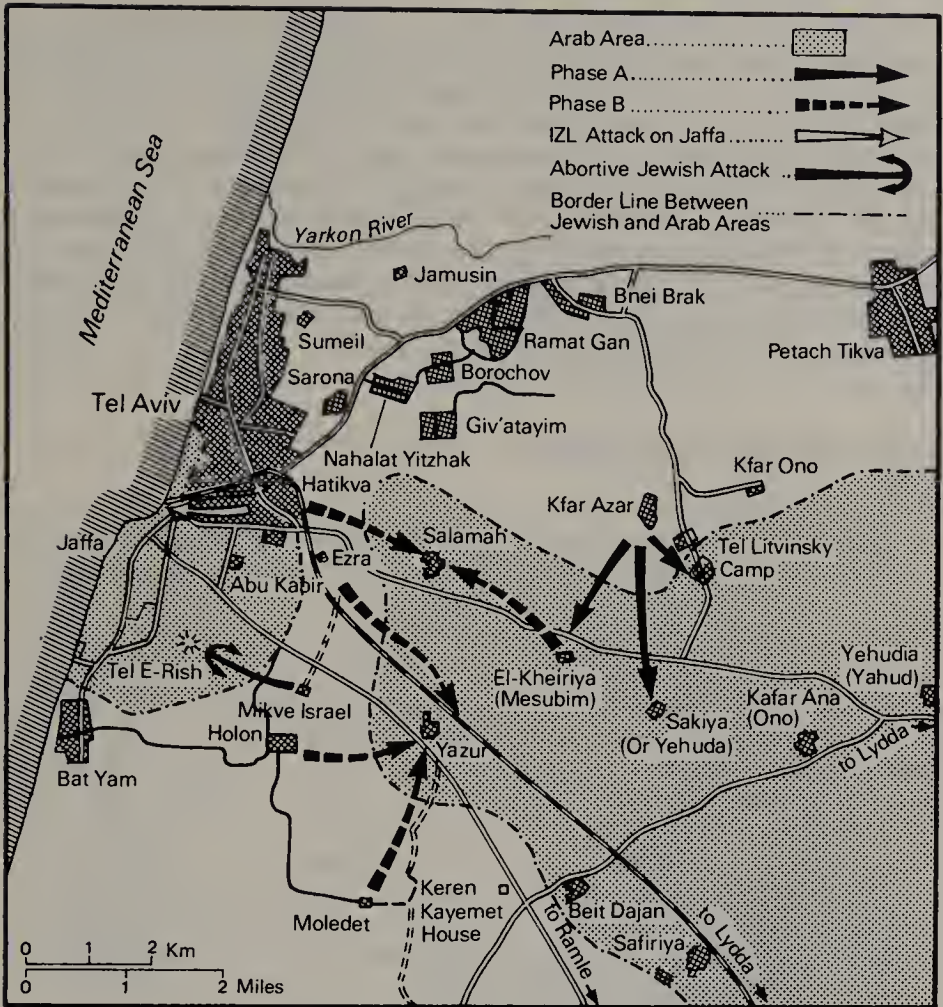 Arab Area
Phase A
Phase B
IZL Attack on Jaffa
Abortive Jewish Attack
Border Line Between
Jewish and Arab Areas
Mediterranean Sea
Yarkon River
Jamusin
Bnei Brak
Sumeil
Ramat Gan
Petach Tikva
Sarona
Borochov
Tel Aviv
Giv'atayim
Nahalat Yitzhak
Hatikva
Kfar Ono
Kfar Azar
Jaffa
Salamah
Ezra
Tel Litvinsky
Camp
Abu Kabir
Tel E-Rish
El-Kheiriya
(Mesubim)
Yehudia
(Yahud)
Mikve Israel
Sakiya
(Or Yehuda)
Kafar Ana
(Ono)
Holon
Yazur
to Lydda
Bat Yam
Keren
Kayemet
House
Moledet
Beit Dajan
to Ramle
to Lydda
Safiriya
0 1 2 Km
0 1 2 Miles